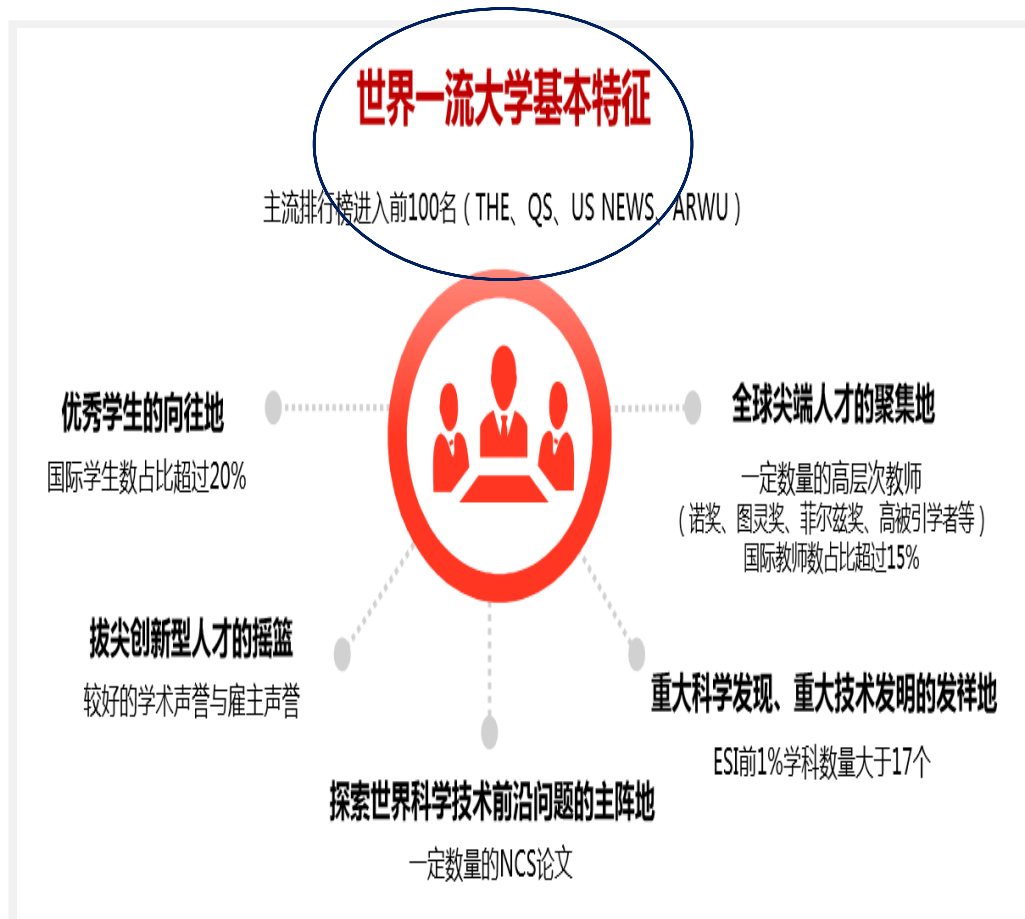 世界一流大学基本特征
主流排行榜进入前100名（THE、QS、US NEWS、ARWU）
优秀学生的向往地
国际学生数占比超过20%
全球尖端人才的聚集地
一定数量的高层次教师
（诺奖、图灵奖、菲尔兹奖、高被引学者等）
国际教师数占比超过15%
拔尖创新型人才的摇篮
较好的学术声誉与雇主声誉
重大科学发现、重大技术发明的发祥地
ESI前1%学科数量大于17个
探索世界科学技术前沿问题的主阵地
一定数量的NCS论文